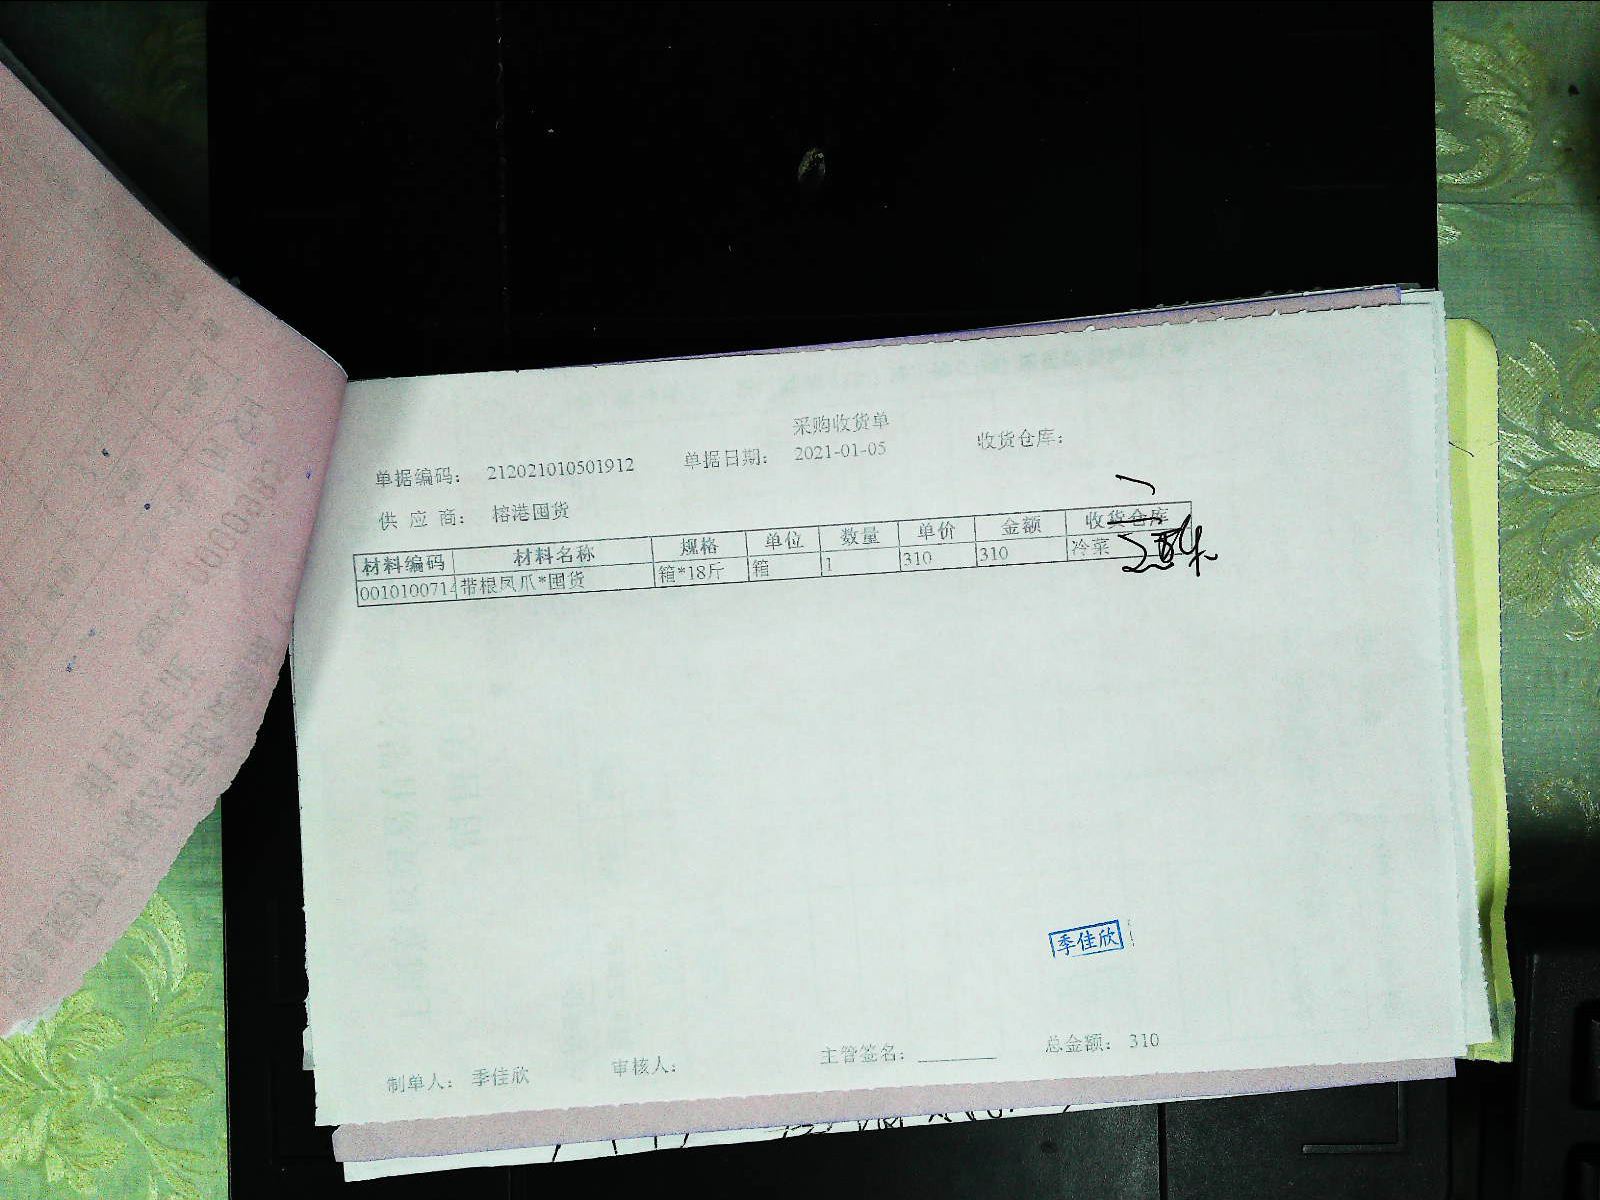 采购收货单
单据编码： 212021010501912 单据日期： 2021-01-05 收货仓库：
供 应 商： 榕港囤货
材料编码 材料名称 规格 单位 数量 单价 金额 收货仓库
0010100714 带根凤爪*囤货 箱*18斤 箱 1 310 310 冷菜
季佳欣
制单人： 季佳欣 审核人： 主管签名： ________ 总金额： 310